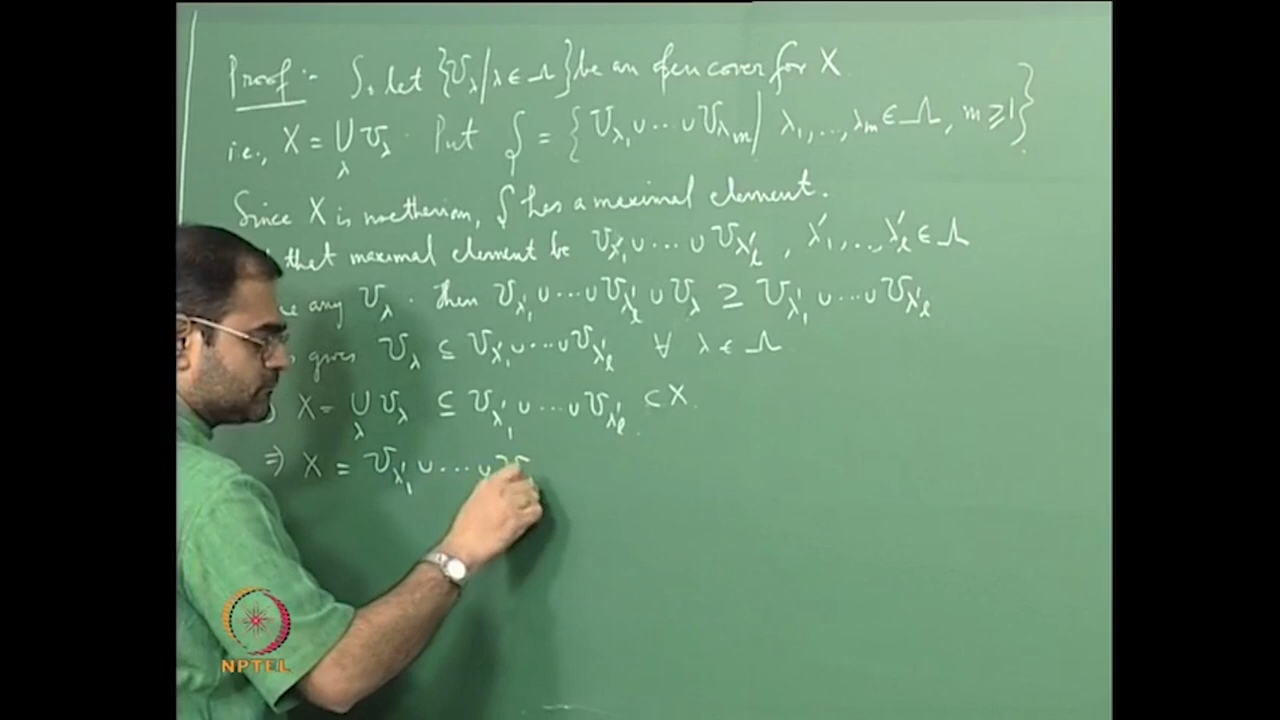 Proof :- So let {U_λ | λ ∈ Λ} be an open cover for X.
i.e., X = ∪_λ U_λ. Put S = {U_λ₁ ∪ ⋯ ∪ U_λₘ | λ₁, …, λₘ ∈ Λ, m ≥ 1}
Since X is noetherian, S has a maximal element.
that maximal element be U_λ'₁ ∪ ⋯ ∪ U_λ'ₗ , λ'₁, …, λ'ₗ ∈ Λ
any U_λ. Then U_λ'₁ ∪ ⋯ ∪ U_λ'ₗ ∪ U_λ ⊇ U_λ'₁ ∪ ⋯ ∪ U_λ'ₗ
gives U_λ ⊆ U_λ'₁ ∪ ⋯ ∪ U_λ'ₗ ∀ λ ∈ Λ
X = ∪_λ U_λ ⊆ U_λ'₁ ∪ ⋯ ∪ U_λ'ₗ ⊂ X.
⇒ X = U_λ'₁ ∪ ⋯ ∪ U
NPTEL